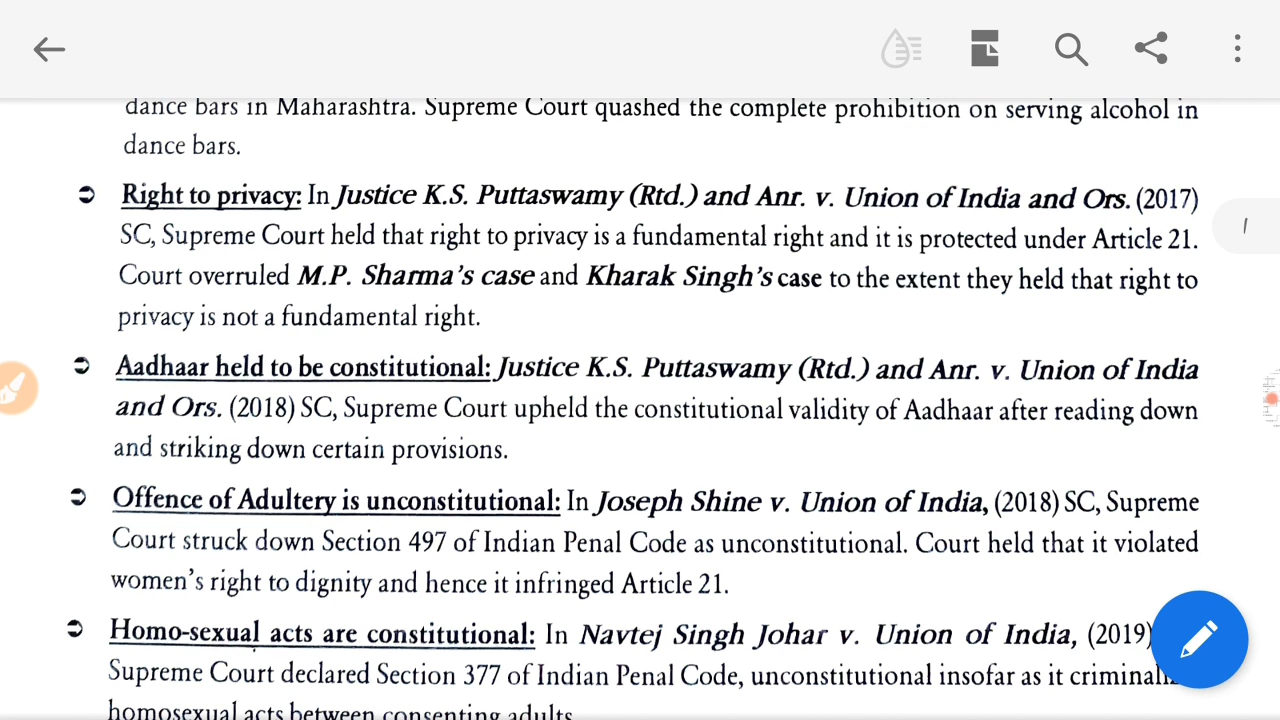 dance bars in Maharashtra. Supreme Court quashed the complete prohibition on serving alcohol in
dance bars.
Right to privacy: In Justice K.S. Puttaswamy (Rtd.) and Anr. v. Union of India and Ors. (2017)
SC, Supreme Court held that right to privacy is a fundamental right and it is protected under Article 21.
Court overruled M.P. Sharma's case and Kharak Singh's case to the extent they held that right to
privacy is not a fundamental right.
Aadhaar held to be constitutional: Justice K.S. Puttaswamy (Rtd.) and Anr. v. Union of India
and Ors. (2018) SC, Supreme Court upheld the constitutional validity of Aadhaar after reading down
and striking down certain provisions.
Offence of Adultery is unconstitutional: In Joseph Shine v. Union of India, (2018) SC, Supreme
Court struck down Section 497 of Indian Penal Code as unconstitutional. Court held that it violated
women's right to dignity and hence it infringed Article 21.
Homo-sexual acts are constitutional: In Navtej Singh Johar v. Union of India, (2019)
Supreme Court declared Section 377 of Indian Penal Code, unconstitutional insofar as it
homosexual acts between consenting adults